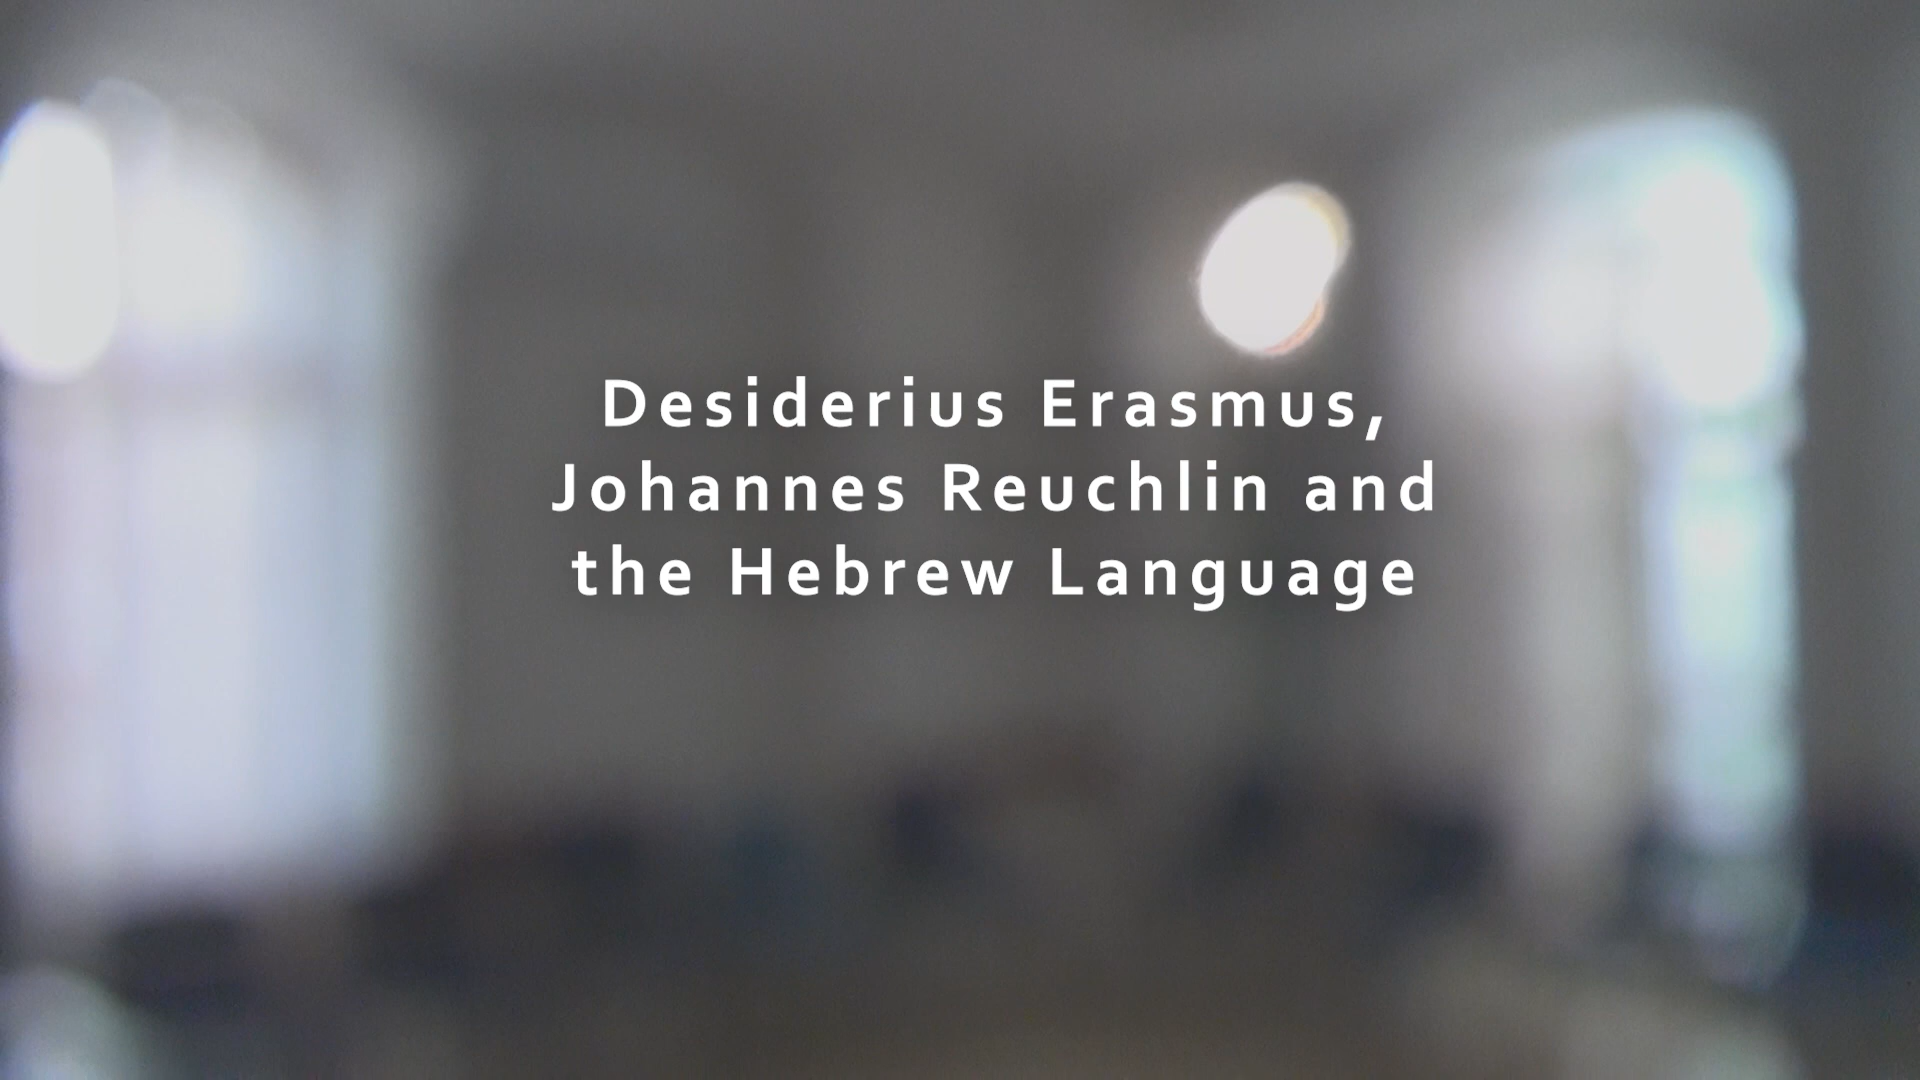 Desiderius Erasmus,
Johannes Reuchlin and
the Hebrew Language